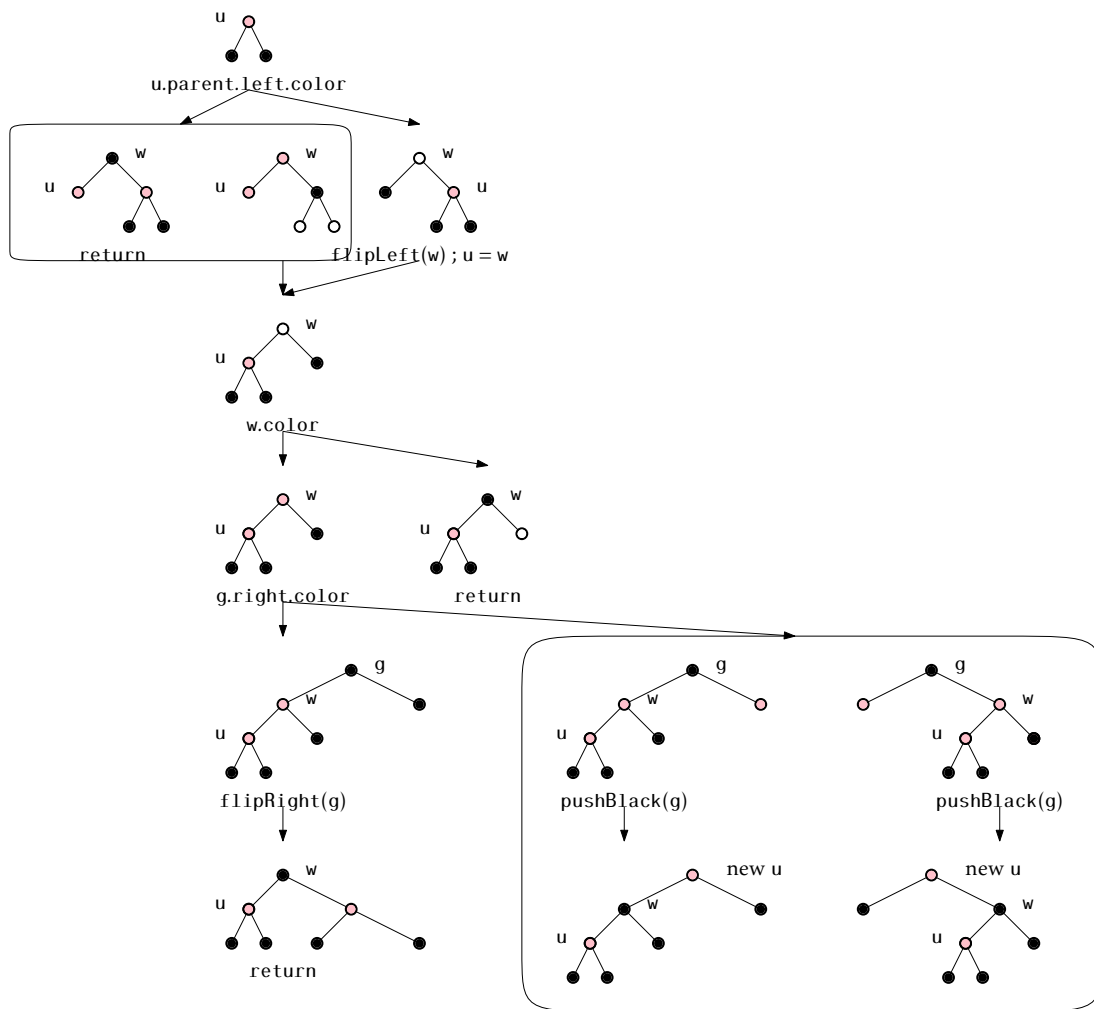 u
u.parent.left.color
w w w
u u u
return flipLeft(w) ; u = w
w
u
w.color
w w
u u
g.right.color return
g g g
w w w
u u u
flipRight(g) pushBlack(g) pushBlack(g)
w new u new u
u w w
u u
return